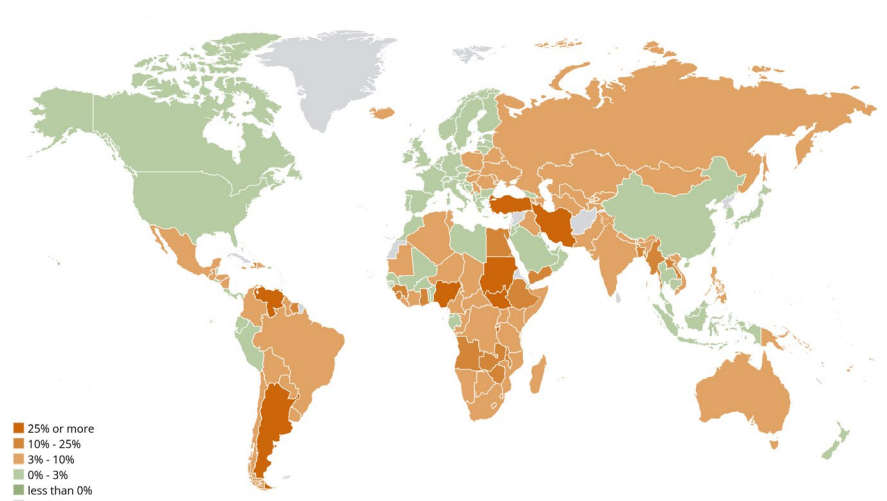 25% or more
10% - 25%
3% - 10%
0% - 3%
less than 0%